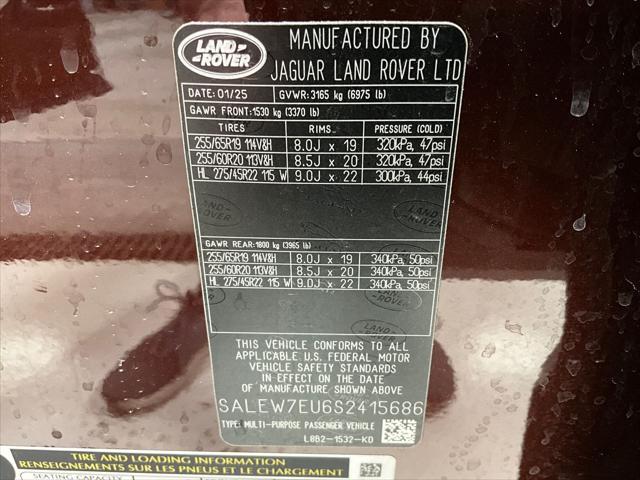 LAND-
ROVER
MANUFACTURED BY
JAGUAR LAND ROVER LTD
DATE: 01/25 GVWR: 3165 kg (6975 lb)
GAWR FRONT: 1530 kg (3370 lb)
TIRES RIMS PRESSURE (COLD)
255/65R19 114V&H 8.0J x 19 320kPa, 47psi
255/60R20 113V&H 8.5J x 20 320kPa, 47psi
HL 275/45R22 115 W 9.0J x 22 300kPa, 44psi
GAWR REAR: 1800 kg (3965 lb)
255/65R19 114V&H 8.0J x 19 340kPa, 50psi
255/60R20 113V&H 8.5J x 20 340kPa, 50psi
HL 275/45R22 115 W 9.0J x 22 340kPa, 50psi
THIS VEHICLE CONFORMS TO ALL
APPLICABLE U.S. FEDERAL MOTOR
VEHICLE SAFETY STANDARDS
IN EFFECT ON THE DATE
OF MANUFACTURE SHOWN ABOVE
SALEW7EU6S2415686
TYPE: MULTI-PURPOSE PASSENGER VEHICLE
L8B2-1532-KD
TIRE AND LOADING INFORMATION
RENSEIGNEMENTS SUR LES PNEUS ET LE CHARGEMENT
SEATING CAPACITY